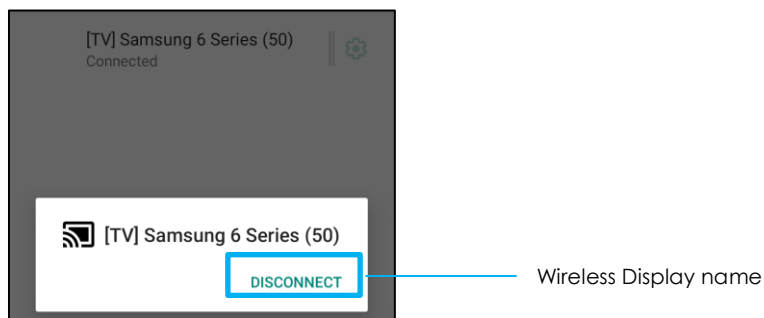 [TV] Samsung 6 Series (50)
Connected
[TV] Samsung 6 Series (50)
DISCONNECT
Wireless Display name